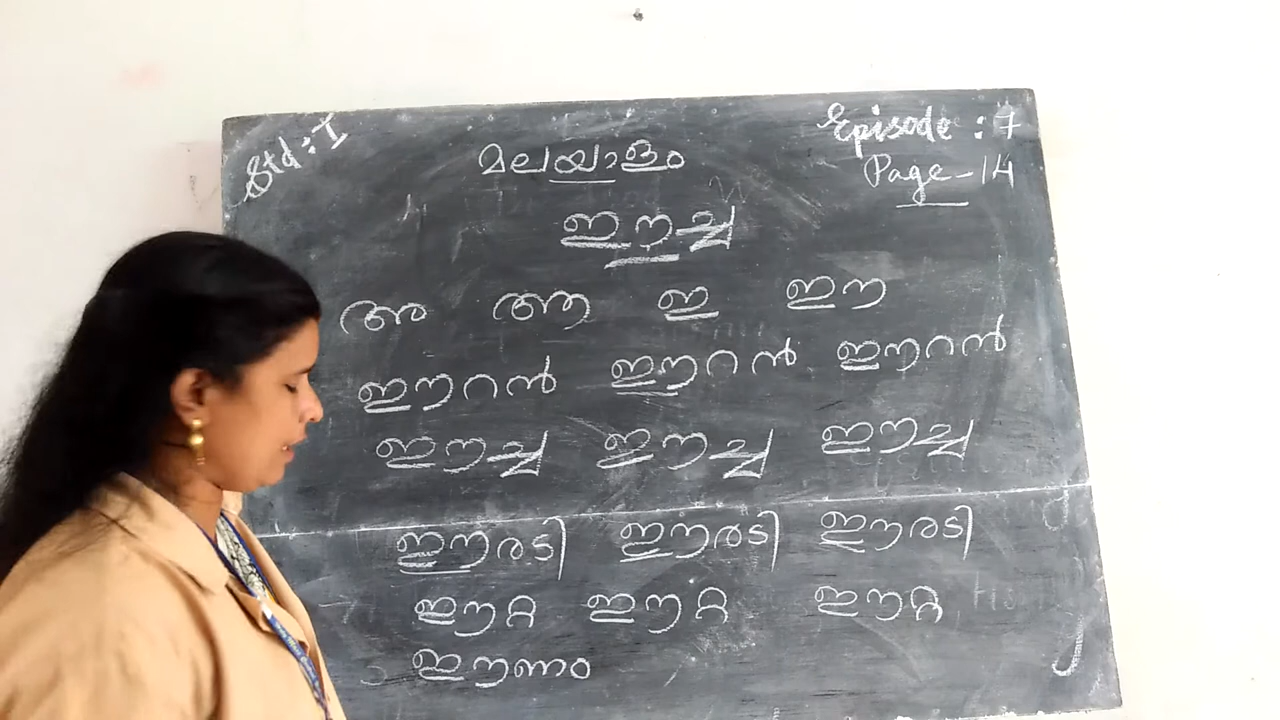 Std : I
Episode : 7
മലയാളം
Page - 14
ഈച്ച
അ ആ ഇ ഈ
ഈറൻ ഈറൻ ഈറൻ
ഈച്ച ഈച്ച ഈച്ച
ഈരടി ഈരടി ഈരടി
ഈറ്റ ഈറ്റ ഈറ്റ
ഈണം